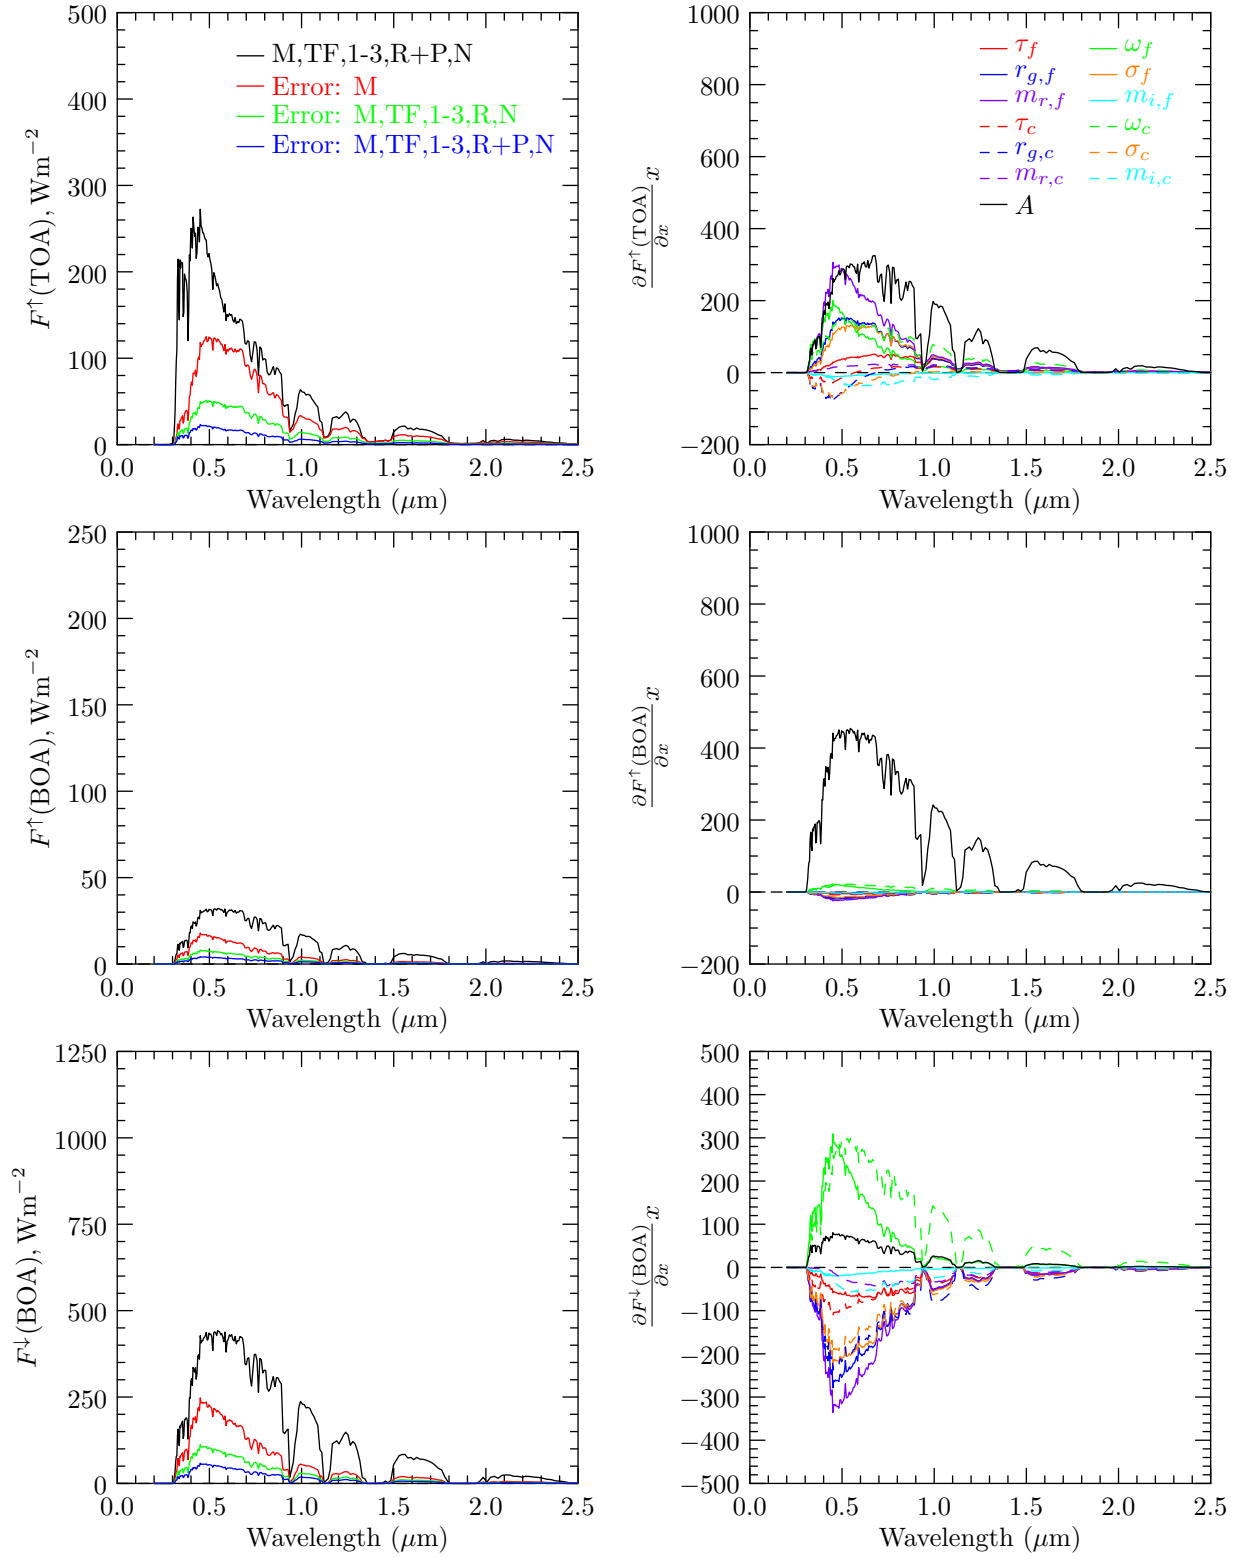 500
400
300
200
100
0
F↑(TOA), Wm−2
M,TF,1-3,R+P,N
Error: M
Error: M,TF,1-3,R,N
Error: M,TF,1-3,R+P,N
0.0 0.5 1.0 1.5 2.0 2.5
Wavelength (μm)
1000
800
600
400
200
0
−200
∂F↑(TOA)/∂x x
τf ωf
rg,f σf
mr,f mi,f
τc ωc
rg,c σc
mr,c mi,c
A
0.0 0.5 1.0 1.5 2.0 2.5
Wavelength (μm)
250
200
150
100
50
0
F↑(BOA), Wm−2
0.0 0.5 1.0 1.5 2.0 2.5
Wavelength (μm)
1000
800
600
400
200
0
−200
∂F↑(BOA)/∂x x
0.0 0.5 1.0 1.5 2.0 2.5
Wavelength (μm)
1250
1000
750
500
250
0
F↓(BOA), Wm−2
0.0 0.5 1.0 1.5 2.0 2.5
Wavelength (μm)
500
400
300
200
100
0
−100
−200
−300
−400
−500
∂F↓(BOA)/∂x x
0.0 0.5 1.0 1.5 2.0 2.5
Wavelength (μm)